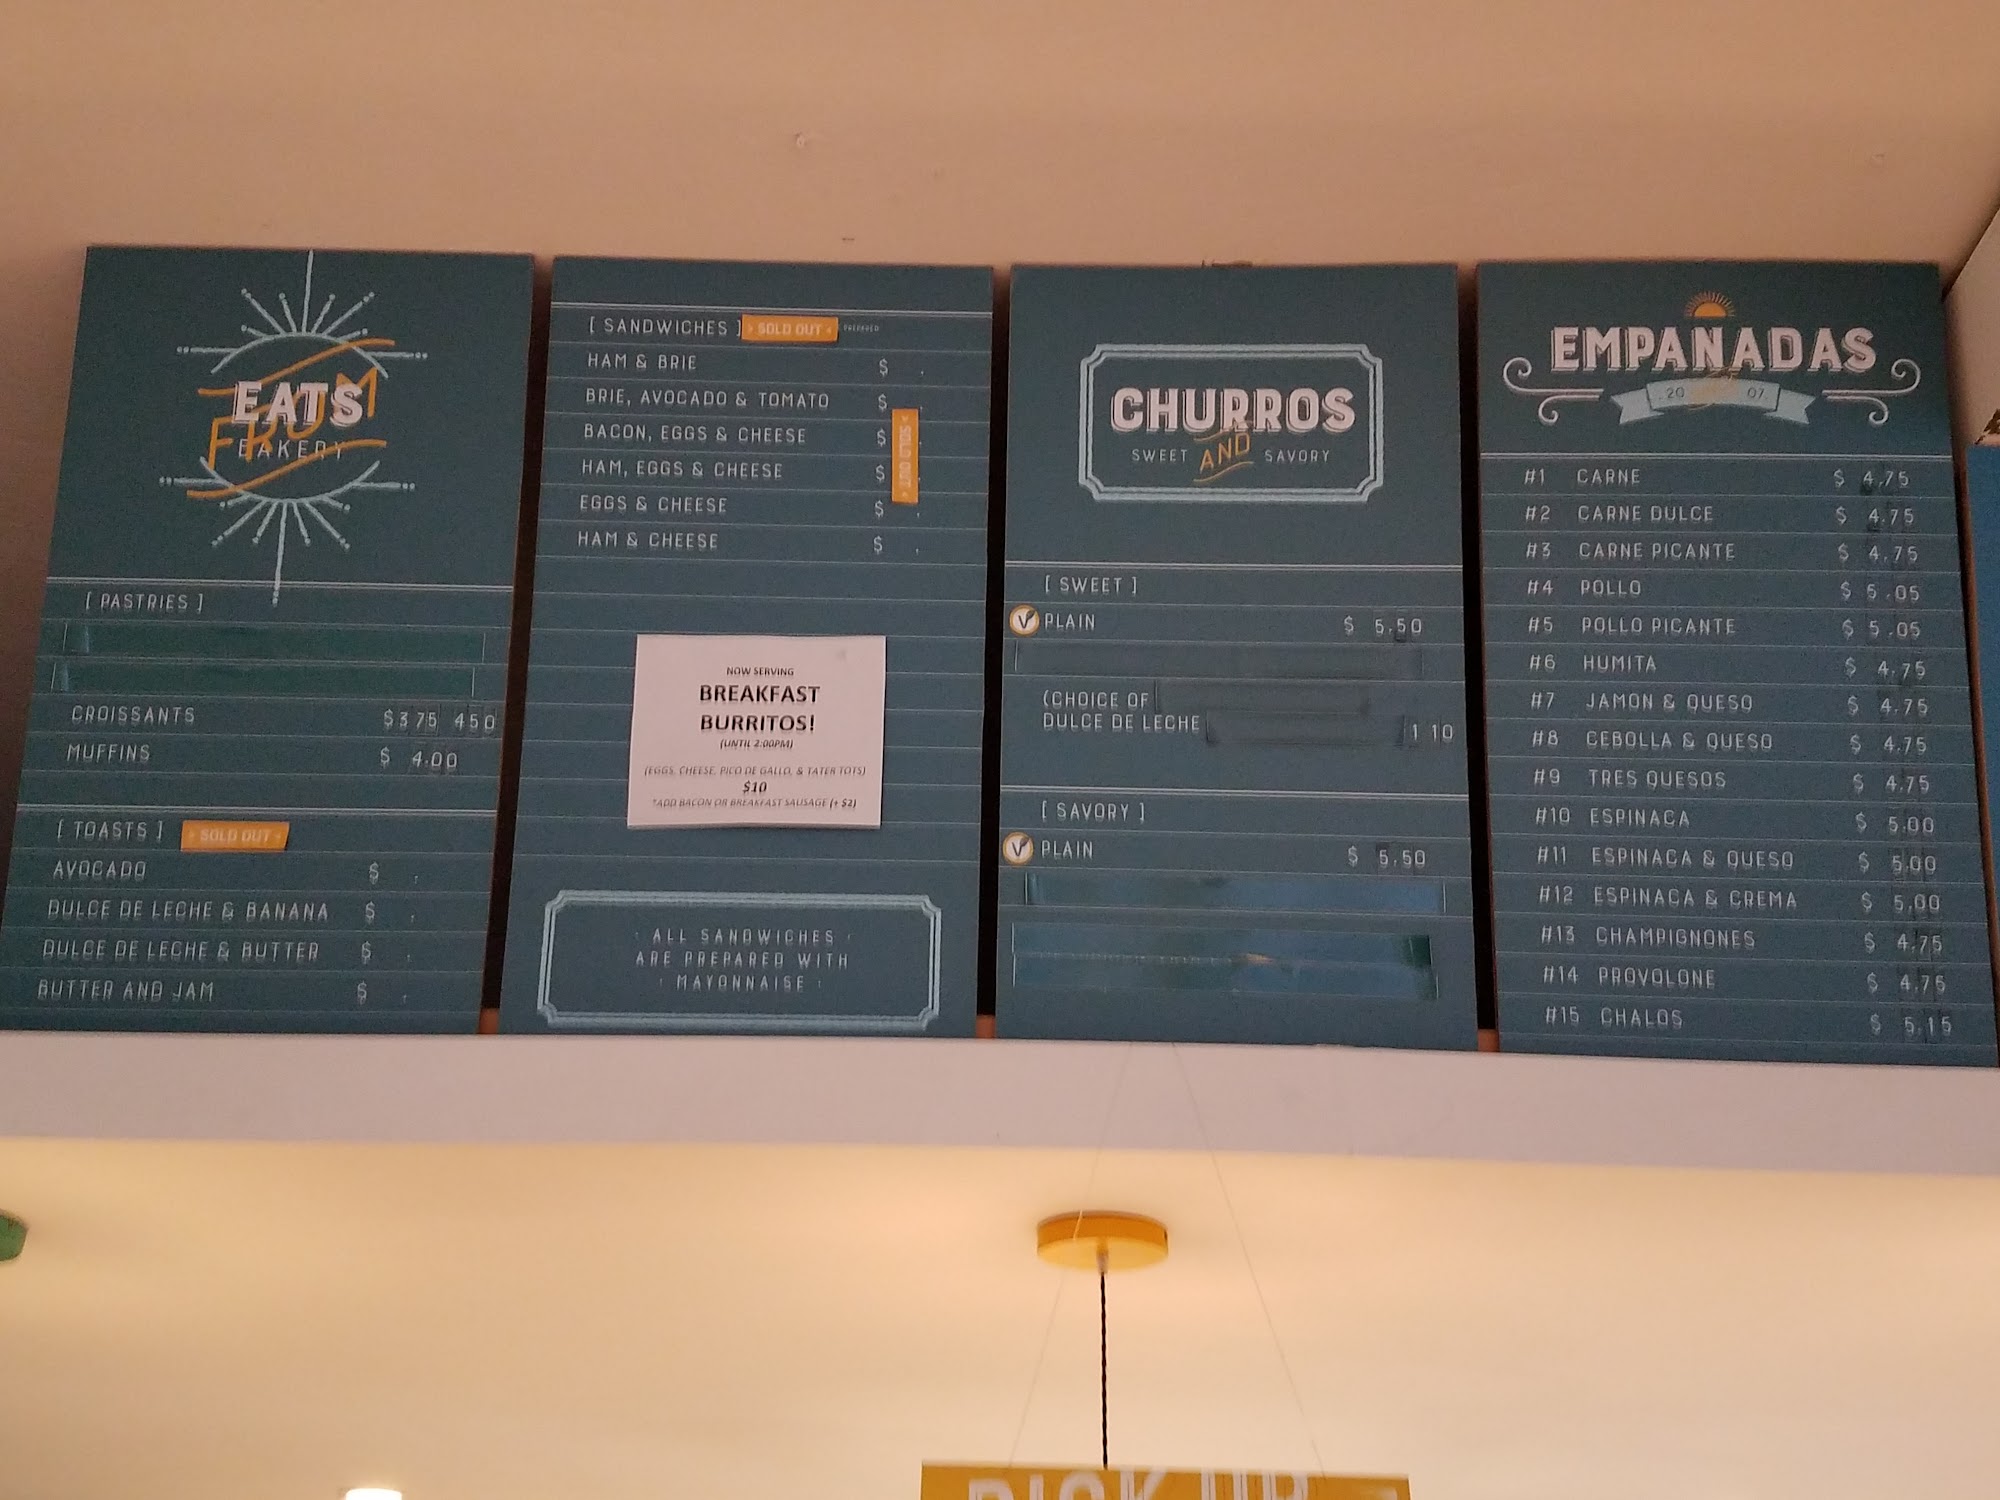 EATS
FROM
BAKERY
[ PASTRIES ]
CROISSANTS $3 75 4 50
MUFFINS $ 4.00
[ TOASTS ] SOLD OUT
AVOCADO $ .
DULCE DE LECHE & BANANA $ .
DULCE DE LECHE & BUTTER $ .
BUTTER AND JAM $ .
[ SANDWICHES ] SOLD OUT PREPARED
HAM & BRIE $ .
BRIE, AVOCADO & TOMATO $ .
BACON, EGGS & CHEESE $ .
HAM, EGGS & CHEESE $ .
SOLD OUT
EGGS & CHEESE $ .
HAM & CHEESE $ .
NOW SERVING
BREAKFAST
BURRITOS!
(UNTIL 2:00PM)
(EGGS, CHEESE, PICO DE GALLO, & TATER TOTS)
$10
*ADD BACON OR BREAKFAST SAUSAGE (+ $2)
· ALL SANDWICHES ·
ARE PREPARED WITH
· MAYONNAISE ·
CHURROS
SWEET AND SAVORY
[ SWEET ]
V PLAIN $ 5.50
(CHOICE OF
DULCE DE LECHE 1 10
[ SAVORY ]
V PLAIN $ 5.50
EMPANADAS
20 07
#1 CARNE $ 4.75
#2 CARNE DULCE $ 4.75
#3 CARNE PICANTE $ 4.75
#4 POLLO $ 5.05
#5 POLLO PICANTE $ 5.05
#6 HUMITA $ 4.75
#7 JAMON & QUESO $ 4.75
#8 CEBOLLA & QUESO $ 4.75
#9 TRES QUESOS $ 4.75
#10 ESPINACA $ 5.00
#11 ESPINACA & QUESO $ 5.00
#12 ESPINACA & CREMA $ 5.00
#13 CHAMPIGNONES $ 4.75
#14 PROVOLONE $ 4.75
#15 CHALOS $ 5.15
PICK UP